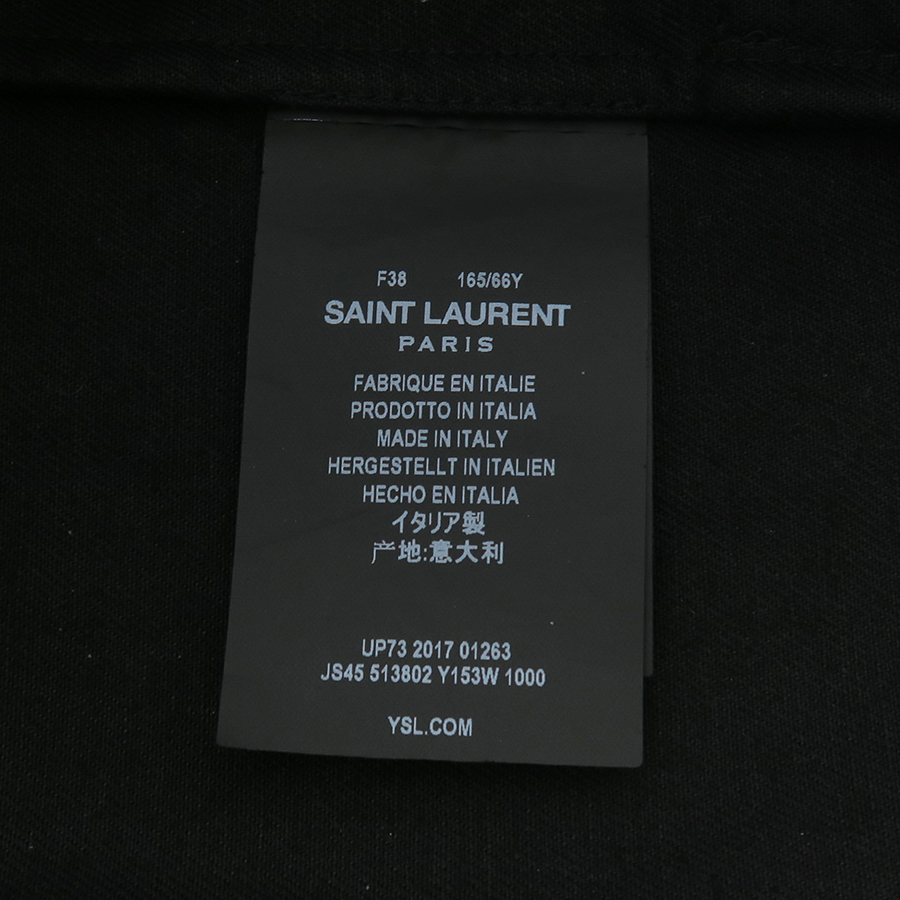 F38 165/66Y
SAINT LAURENT
PARIS
FABRIQUE EN ITALIE
PRODOTTO IN ITALIA
MADE IN ITALY
HERGESTELLT IN ITALIEN
HECHO EN ITALIA
イタリア製
产地:意大利
UP73 2017 01263
JS45 513802 Y153W 1000
YSL.COM